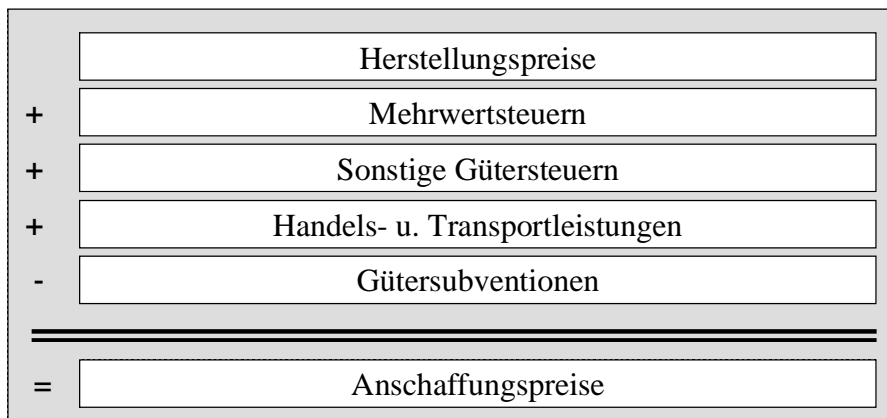 Herstellungspreise
+ Mehrwertsteuern
+ Sonstige Gütersteuern
+ Handels- u. Transportleistungen
- Gütersubventionen
= Anschaffungspreise